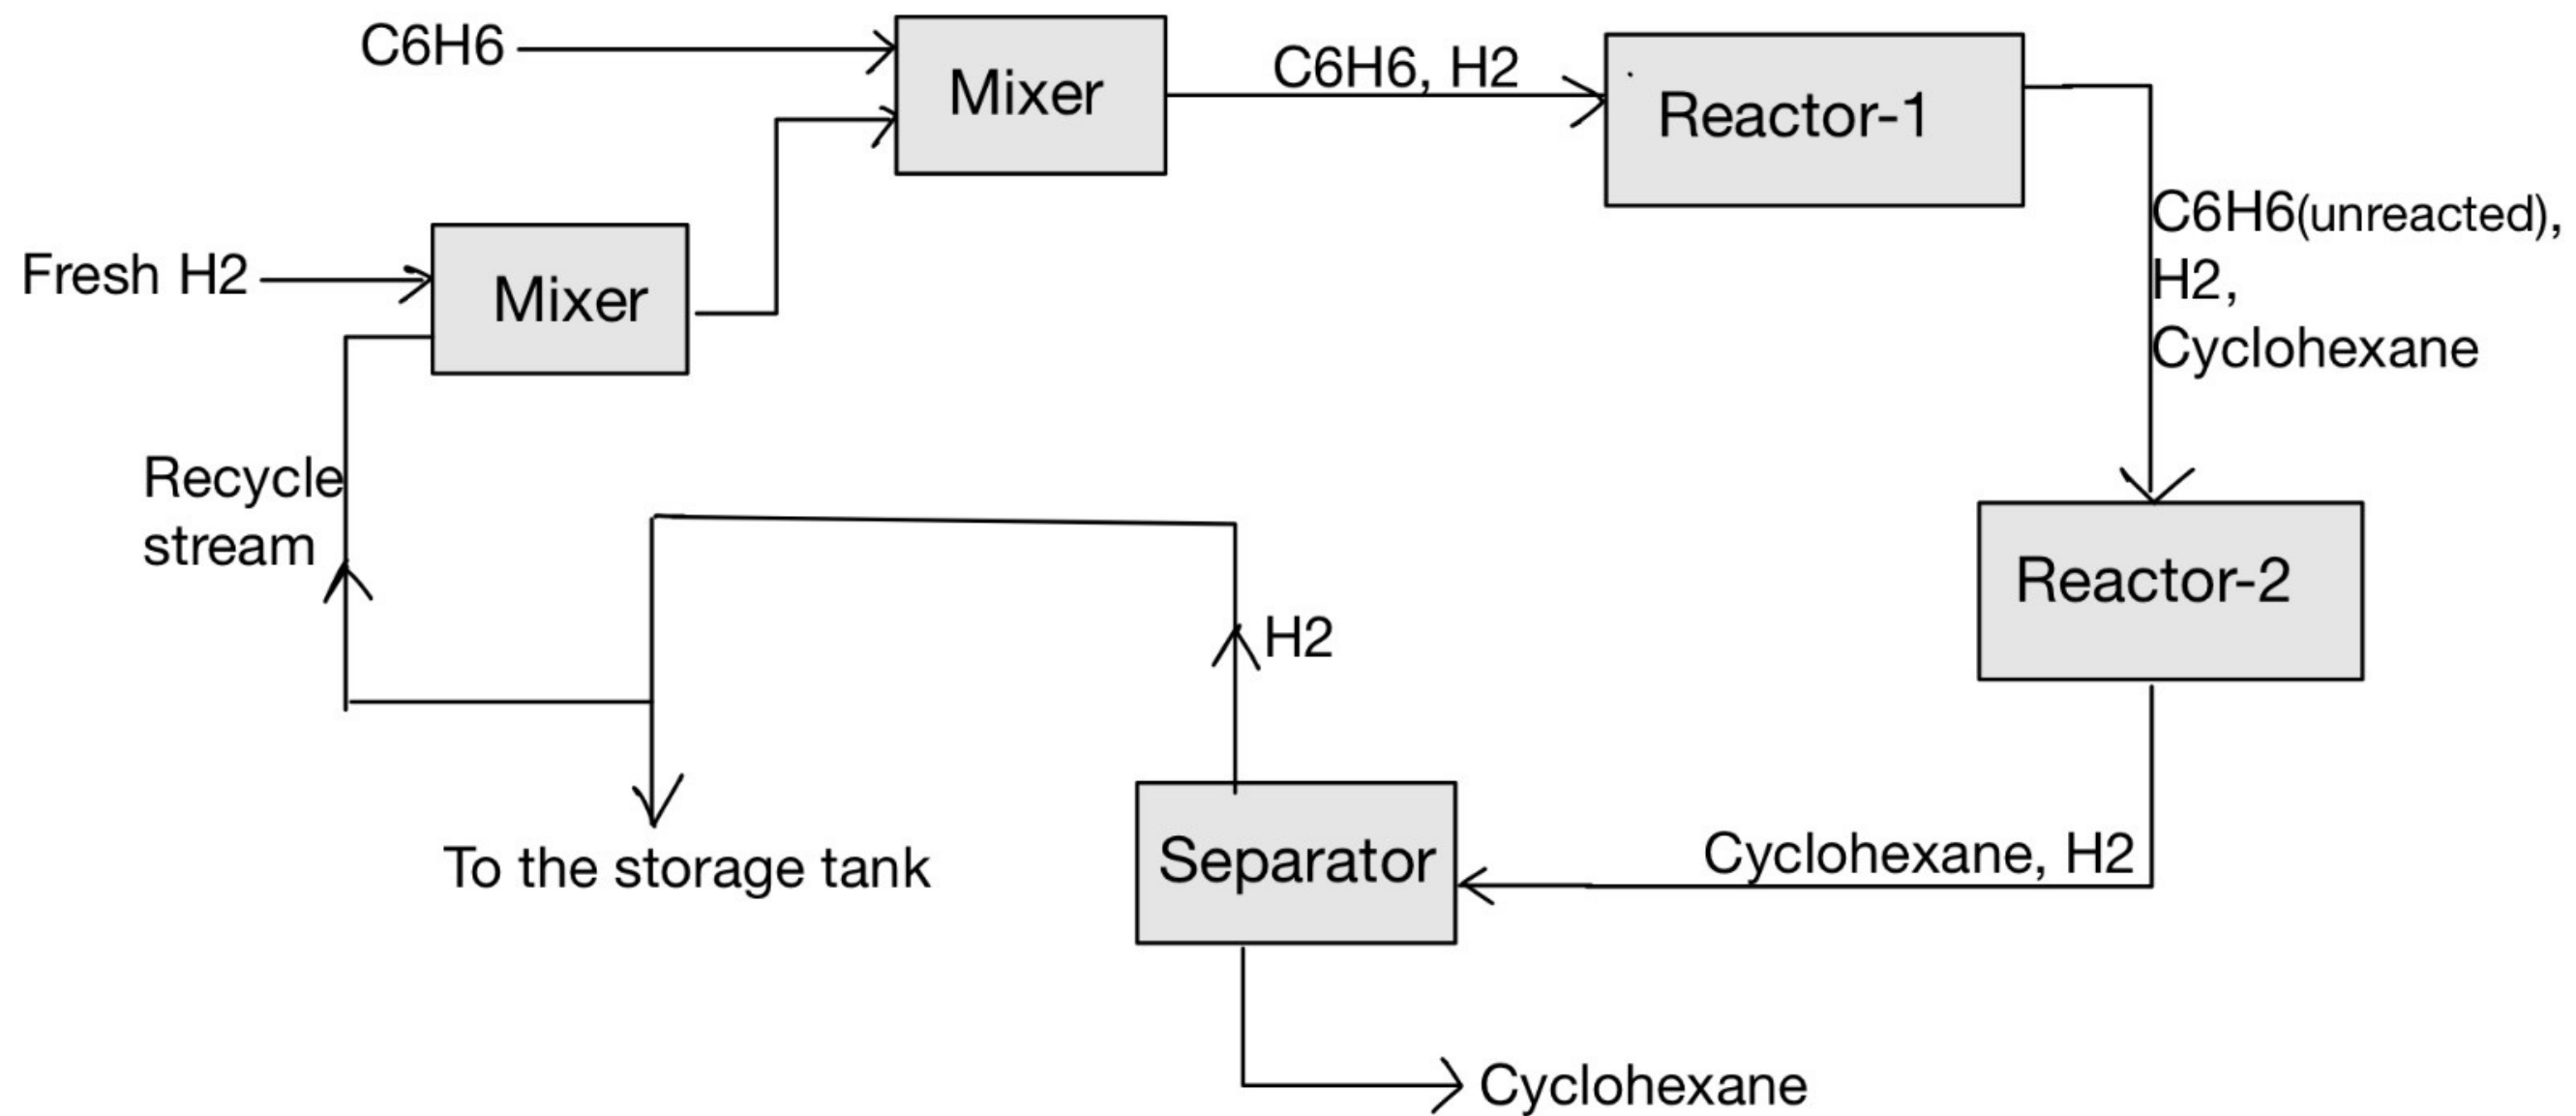 C6H6
Mixer
C6H6, H2
Reactor-1
Fresh H2
Mixer
C6H6(unreacted),
H2,
Cyclohexane
Recycle
stream
H2
Reactor-2
To the storage tank
Separator
Cyclohexane, H2
Cyclohexane